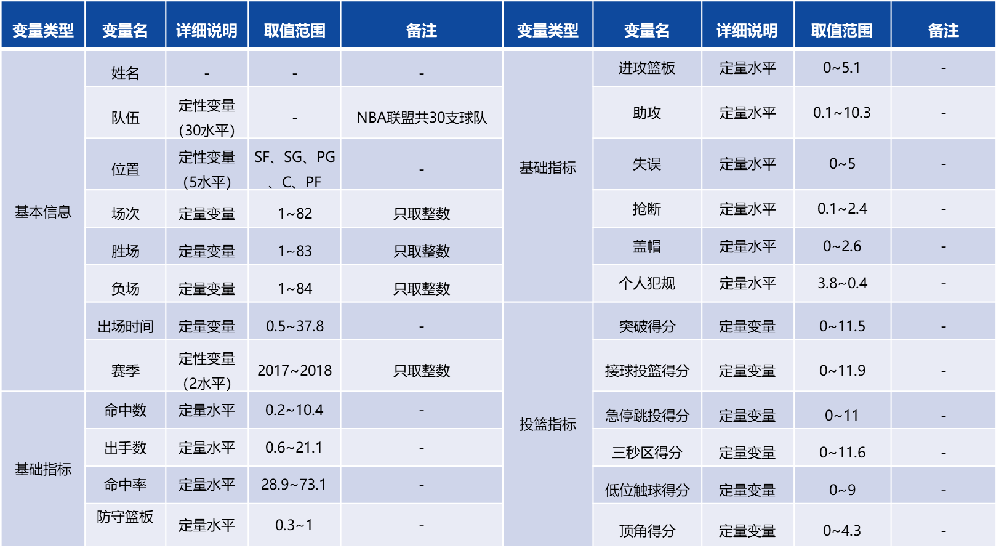 变量类型 变量名 详细说明 取值范围 备注 变量类型 变量名 详细说明 取值范围 备注
基本信息
姓名 - - -
队伍 定性变量
（30水平） - NBA联盟共30支球队
位置 定性变量
（5水平） SF、SG、PG
、C、PF -
场次 定量变量 1~82 只取整数
胜场 定量变量 1~83 只取整数
负场 定量变量 1~84 只取整数
出场时间 定量变量 0.5~37.8 -
赛季 定性变量
（2水平） 2017~2018 只取整数
基础指标
命中数 定量水平 0.2~10.4 -
出手数 定量水平 0.6~21.1 -
命中率 定量水平 28.9~73.1 -
防守篮板 定量水平 0.3~1 -
基础指标
进攻篮板 定量水平 0~5.1 -
助攻 定量水平 0.1~10.3 -
失误 定量水平 0~5 -
抢断 定量水平 0.1~2.4 -
盖帽 定量水平 0~2.6 -
个人犯规 定量水平 3.8~0.4 -
投篮指标
突破得分 定量变量 0~11.5 -
接球投篮得分 定量变量 0~11.9 -
急停跳投得分 定量变量 0~11 -
三秒区得分 定量变量 0~11.6 -
低位触球得分 定量变量 0~9 -
顶角得分 定量变量 0~4.3 -